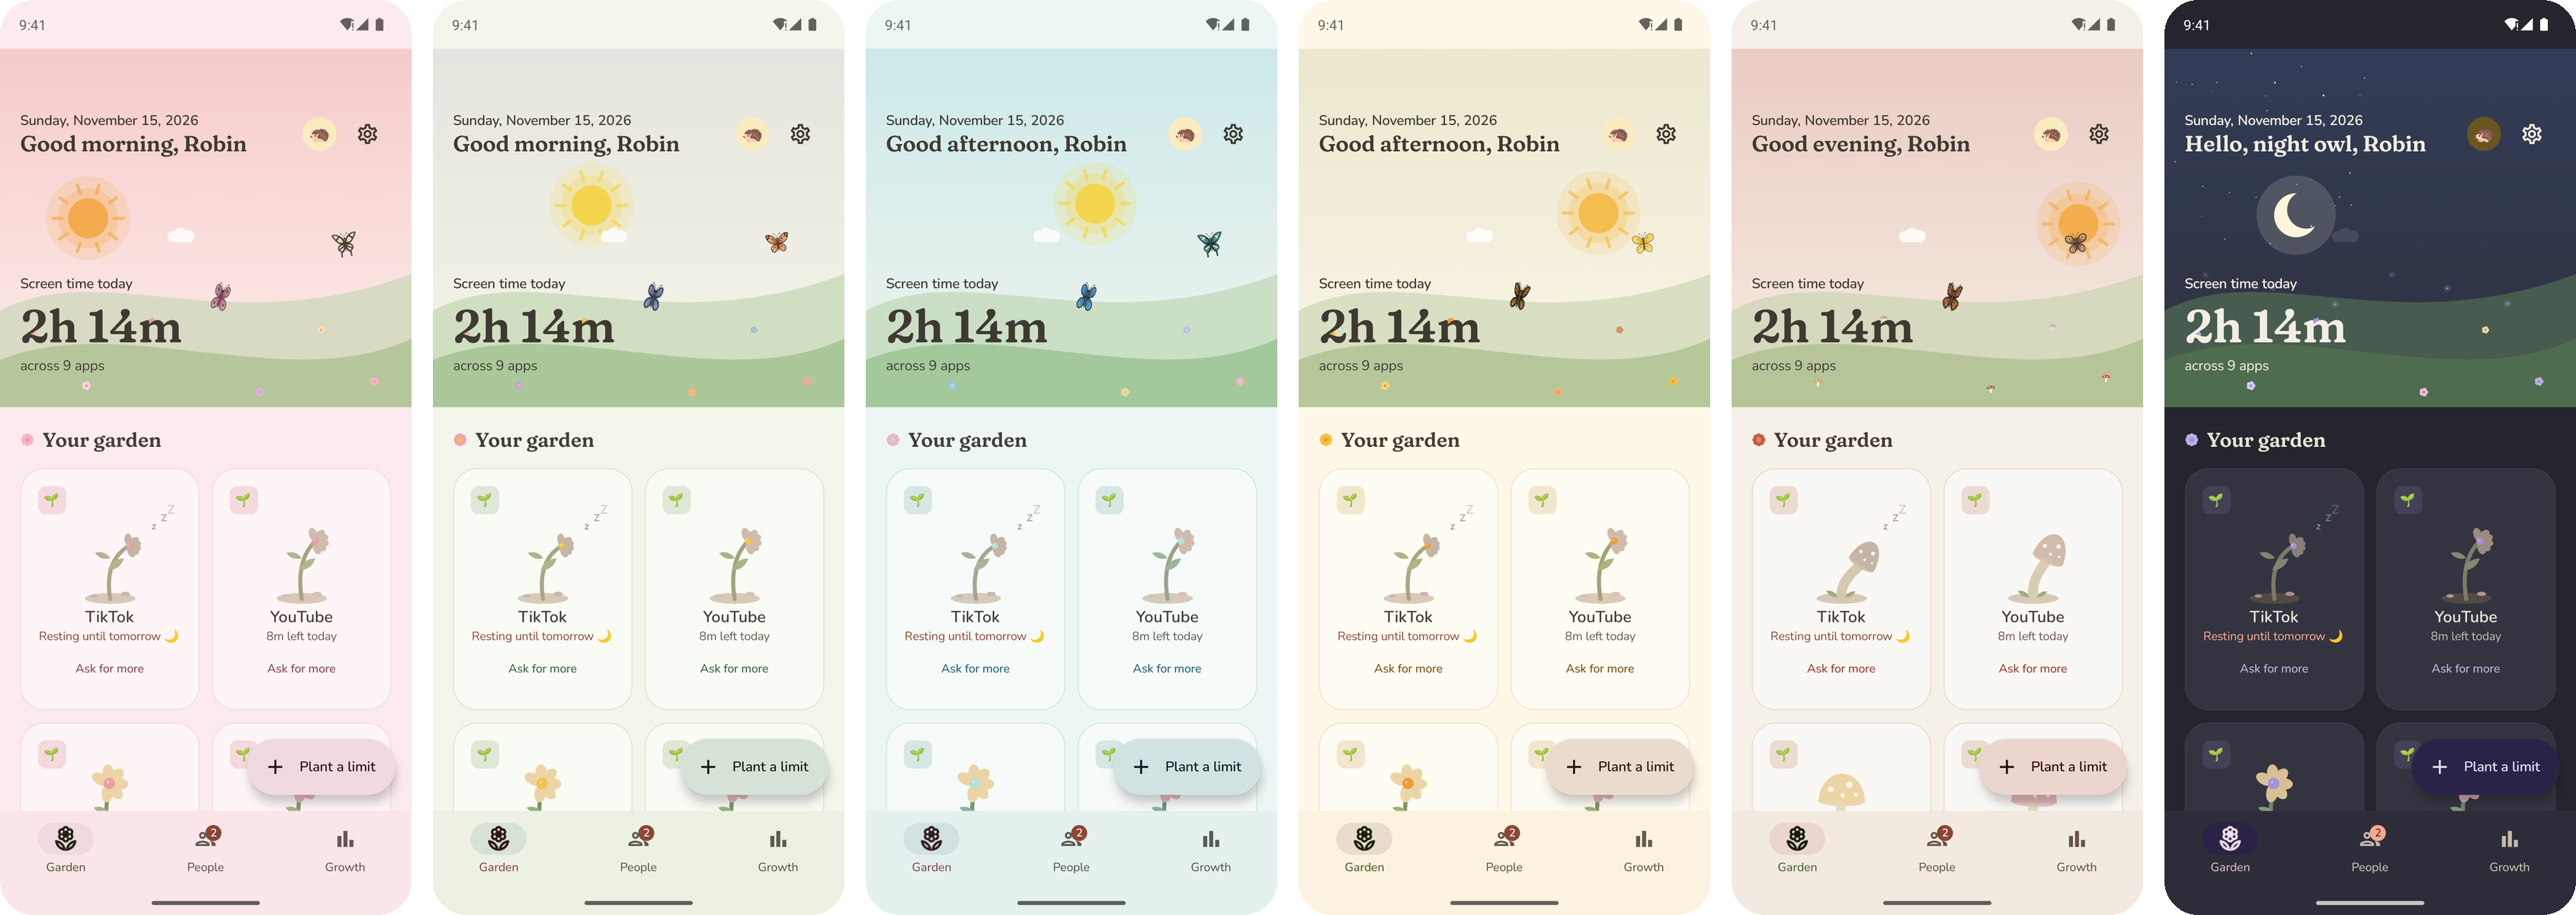 9:41
Sunday, November 15, 2026
Good morning, Robin
Screen time today
2h 14m
across 9 apps
Your garden
z z Z
TikTok
Resting until tomorrow 🌙
Ask for more
YouTube
8m left today
Ask for more
+ Plant a limit
Garden
2
People
Growth
9:41
Sunday, November 15, 2026
Good morning, Robin
Screen time today
2h 14m
across 9 apps
Your garden
z z Z
TikTok
Resting until tomorrow 🌙
Ask for more
YouTube
8m left today
Ask for more
+ Plant a limit
Garden
2
People
Growth
9:41
Sunday, November 15, 2026
Good afternoon, Robin
Screen time today
2h 14m
across 9 apps
Your garden
z z Z
TikTok
Resting until tomorrow 🌙
Ask for more
YouTube
8m left today
Ask for more
+ Plant a limit
Garden
2
People
Growth
9:41
Sunday, November 15, 2026
Good afternoon, Robin
Screen time today
2h 14m
across 9 apps
Your garden
z z Z
TikTok
Resting until tomorrow 🌙
Ask for more
YouTube
8m left today
Ask for more
+ Plant a limit
Garden
2
People
Growth
9:41
Sunday, November 15, 2026
Good evening, Robin
Screen time today
2h 14m
across 9 apps
Your garden
z z Z
TikTok
Resting until tomorrow 🌙
Ask for more
YouTube
8m left today
Ask for more
+ Plant a limit
Garden
2
People
Growth
9:41
Sunday, November 15, 2026
Hello, night owl, Robin
Screen time today
2h 14m
across 9 apps
Your garden
z z Z
TikTok
Resting until tomorrow 🌙
Ask for more
YouTube
8m left today
Ask for more
+ Plant a limit
Garden
2
People
Growth